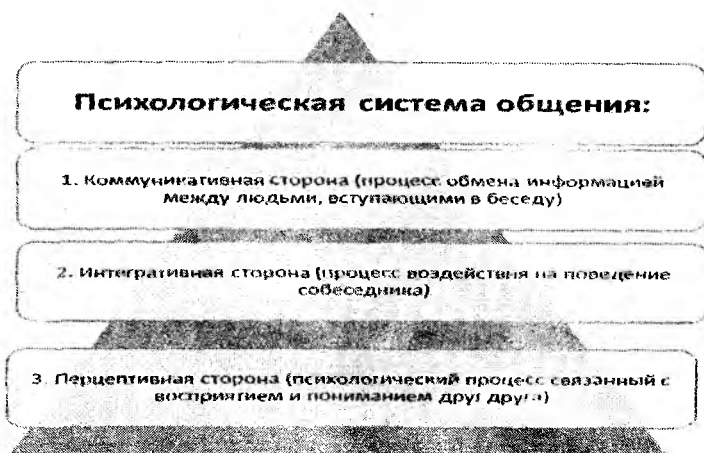 Психологическая система общения:
1. Коммуникативная сторона (процесс обмена информацией
между людьми, вступающими в беседу)
2. Интегративная сторона (процесс воздействия на поведение
собеседника)
3. Перцептивная сторона (психологический процесс связанный с
восприятием и пониманием друг друга)